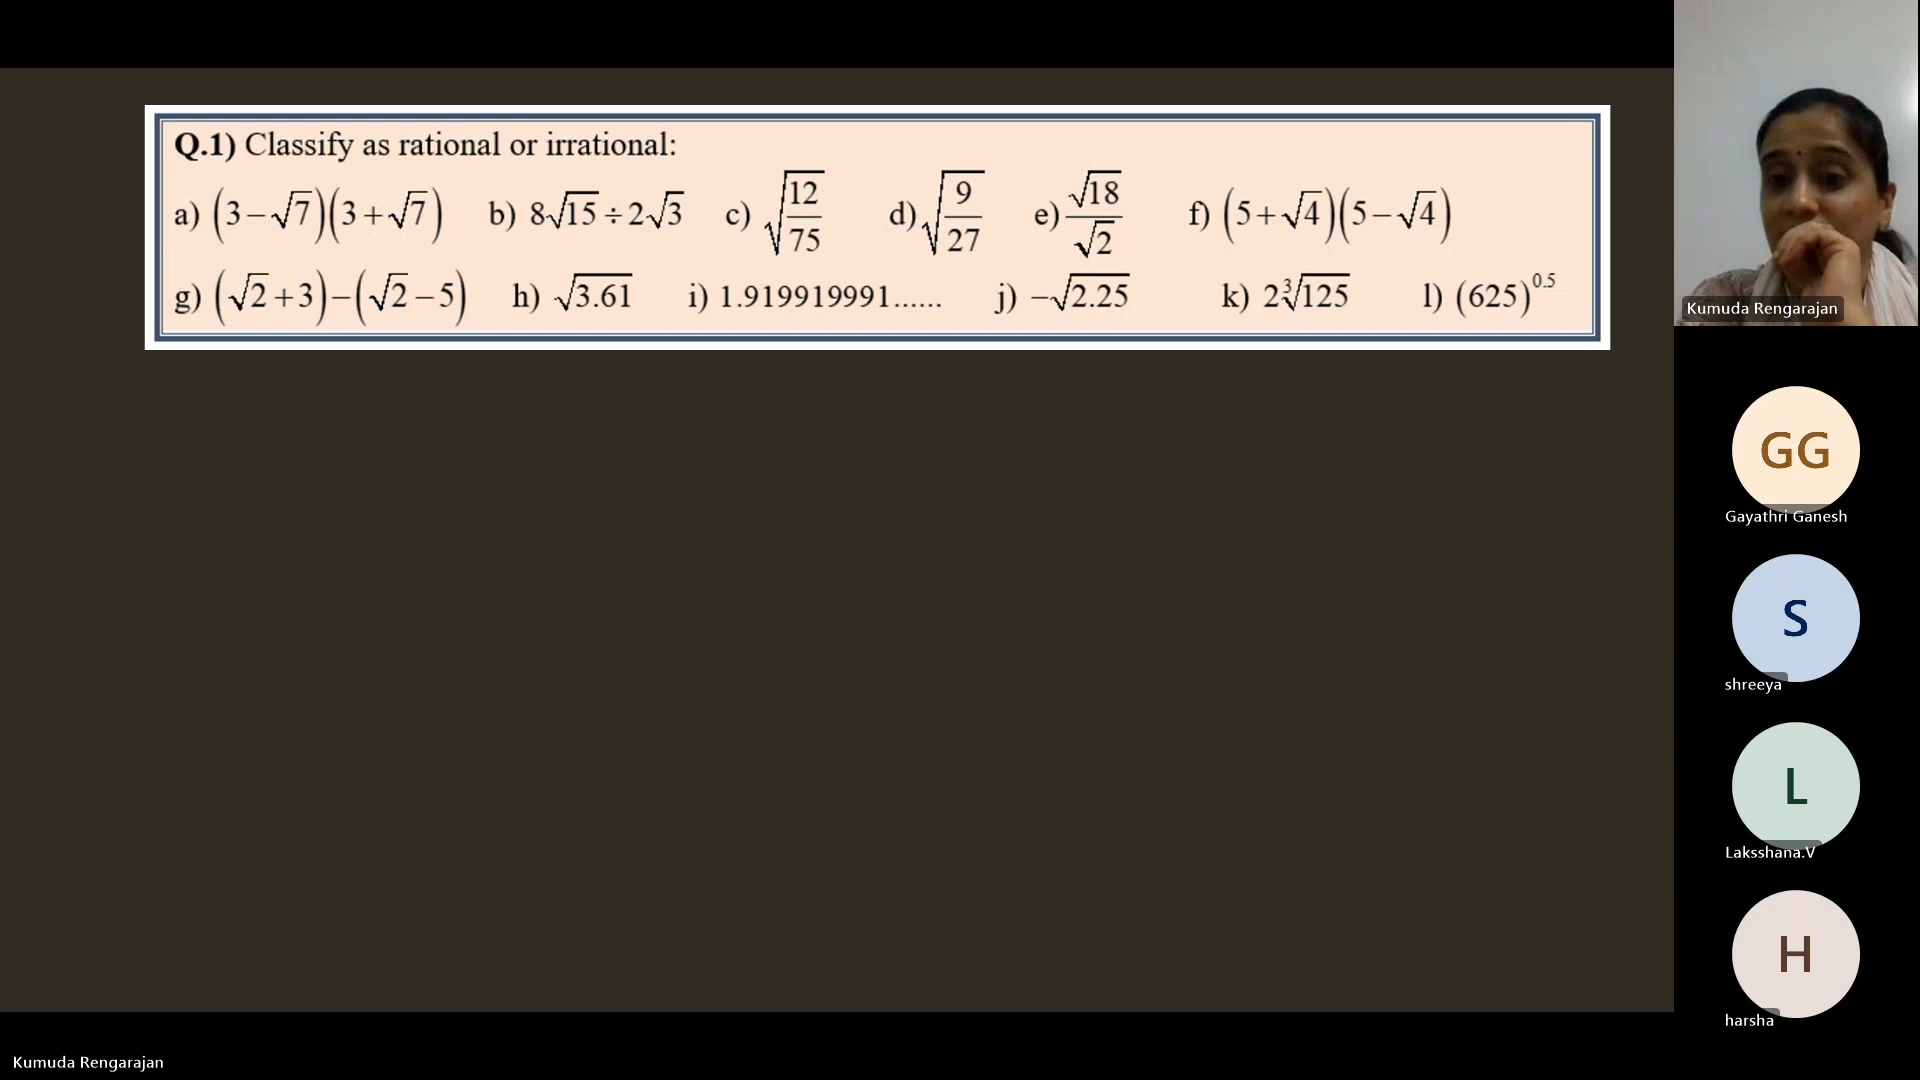 Q.1) Classify as rational or irrational:
a) (3−√7)(3+√7) b) 8√15÷2√3 c) √(12/75) d) √(9/27) e) √18/√2 f) (5+√4)(5−√4)
g) (√2+3)−(√2−5) h) √3.61 i) 1.919919991...... j) −√2.25 k) 2∛125 l) (625)^0.5
Kumuda Rengarajan
GG
Gayathri Ganesh
S
shreeya
L
Laksshana.V
H
harsha
Kumuda Rengarajan